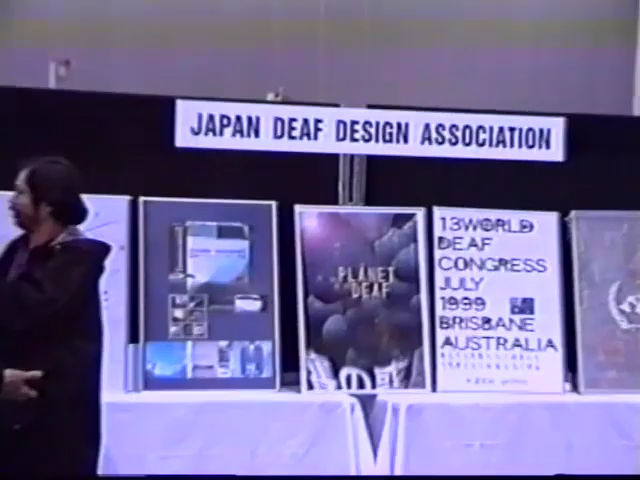 JAPAN DEAF DESIGN ASSOCIATION
PLANET
DEAF
13WORLD
DEAF
CONGRESS
JULY
1999
BRISBANE
AUSTRALIA